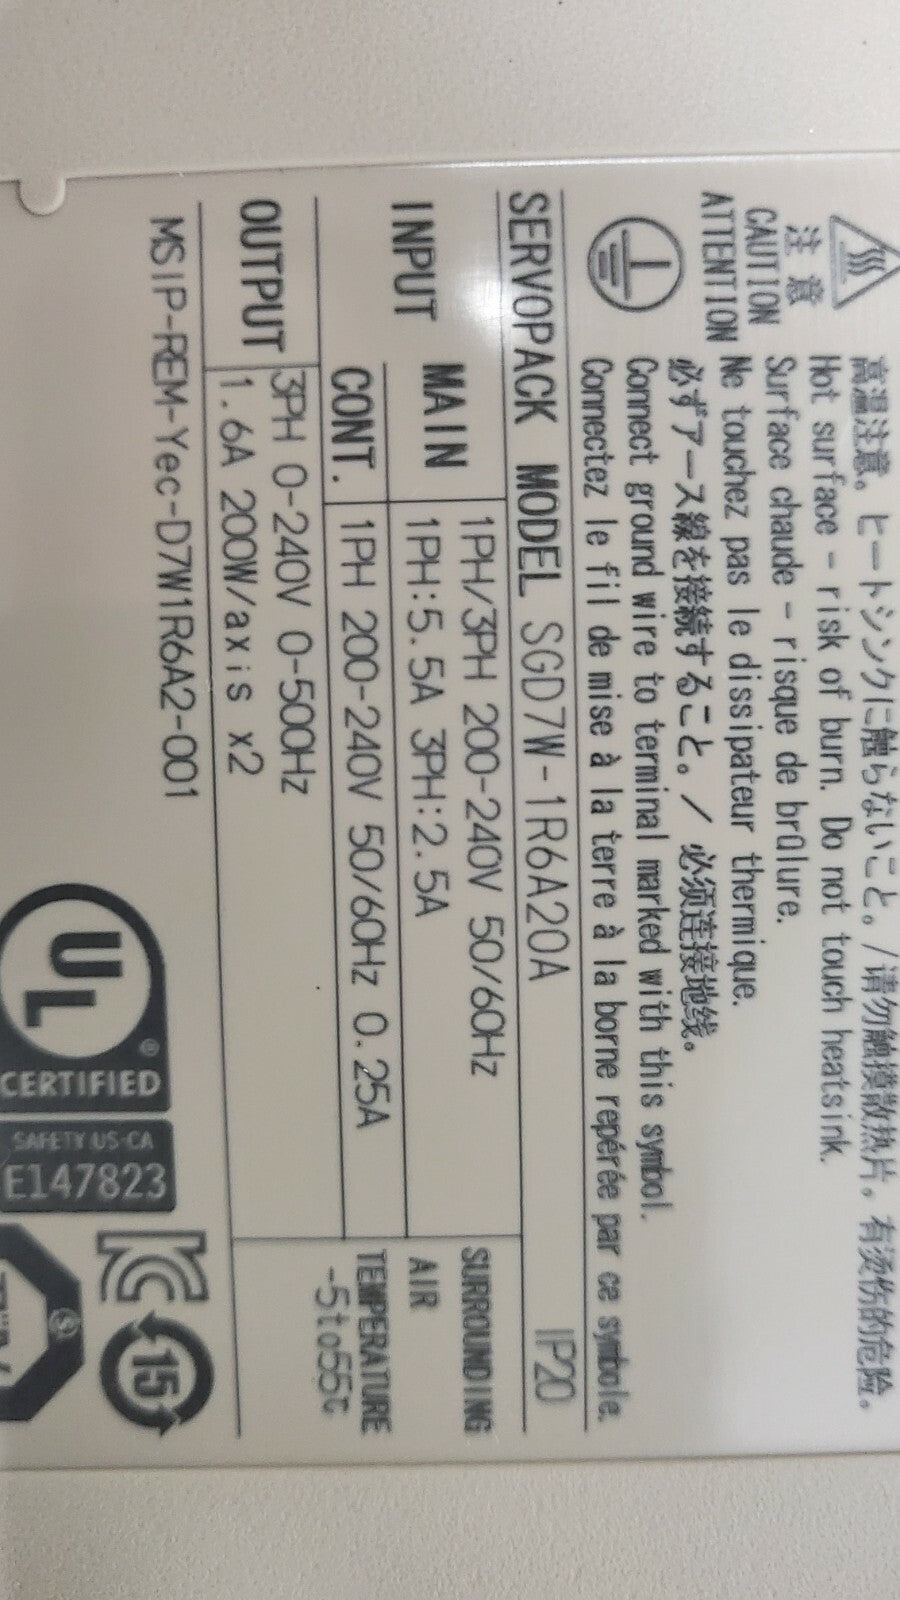 高温注意。ヒートシンクに触らないこと。/请勿触摸散热片。有烫伤的危险。
注意
CAUTION
ATTENTION
Hot surface - risk of burn. Do not touch heatsink.
Surface chaude - risque de brûlure.
Ne touchez pas le dissipateur thermique.
必ずアース線を接続すること。/ 必须连接地线。
Connect ground wire to terminal marked with this symbol.
Connectez le fil de mise à la terre à la borne repérée par ce symbole.
SERVOPACK MODEL SGD7W-1R6A20A IP20
INPUT MAIN 1PH/3PH 200-240V 50/60Hz
1PH:5.5A 3PH:2.5A
CONT. 1PH 200-240V 50/60Hz 0.25A
OUTPUT 3PH 0-240V 0-500Hz
1.6A 200W/axis x2
SURROUNDING
AIR
TEMPERATURE
-5to55℃
MSIP-REM-Yec-D7W1R6A2-001
UL ®
CERTIFIED
SAFETY US-CA
E147823
15